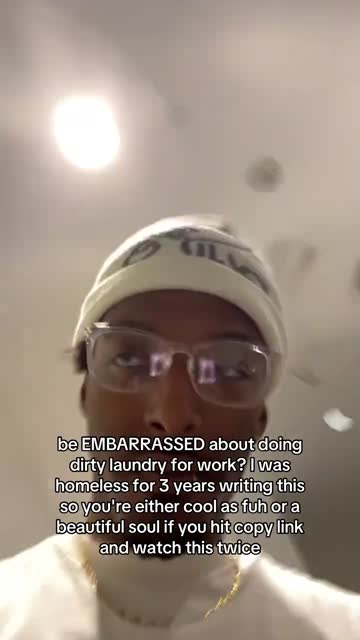 be EMBARRASSED about doing
dirty laundry for work? I was
homeless for 3 years writing this
so you're either cool as fuh or a
beautiful soul if you hit copy link
and watch this twice